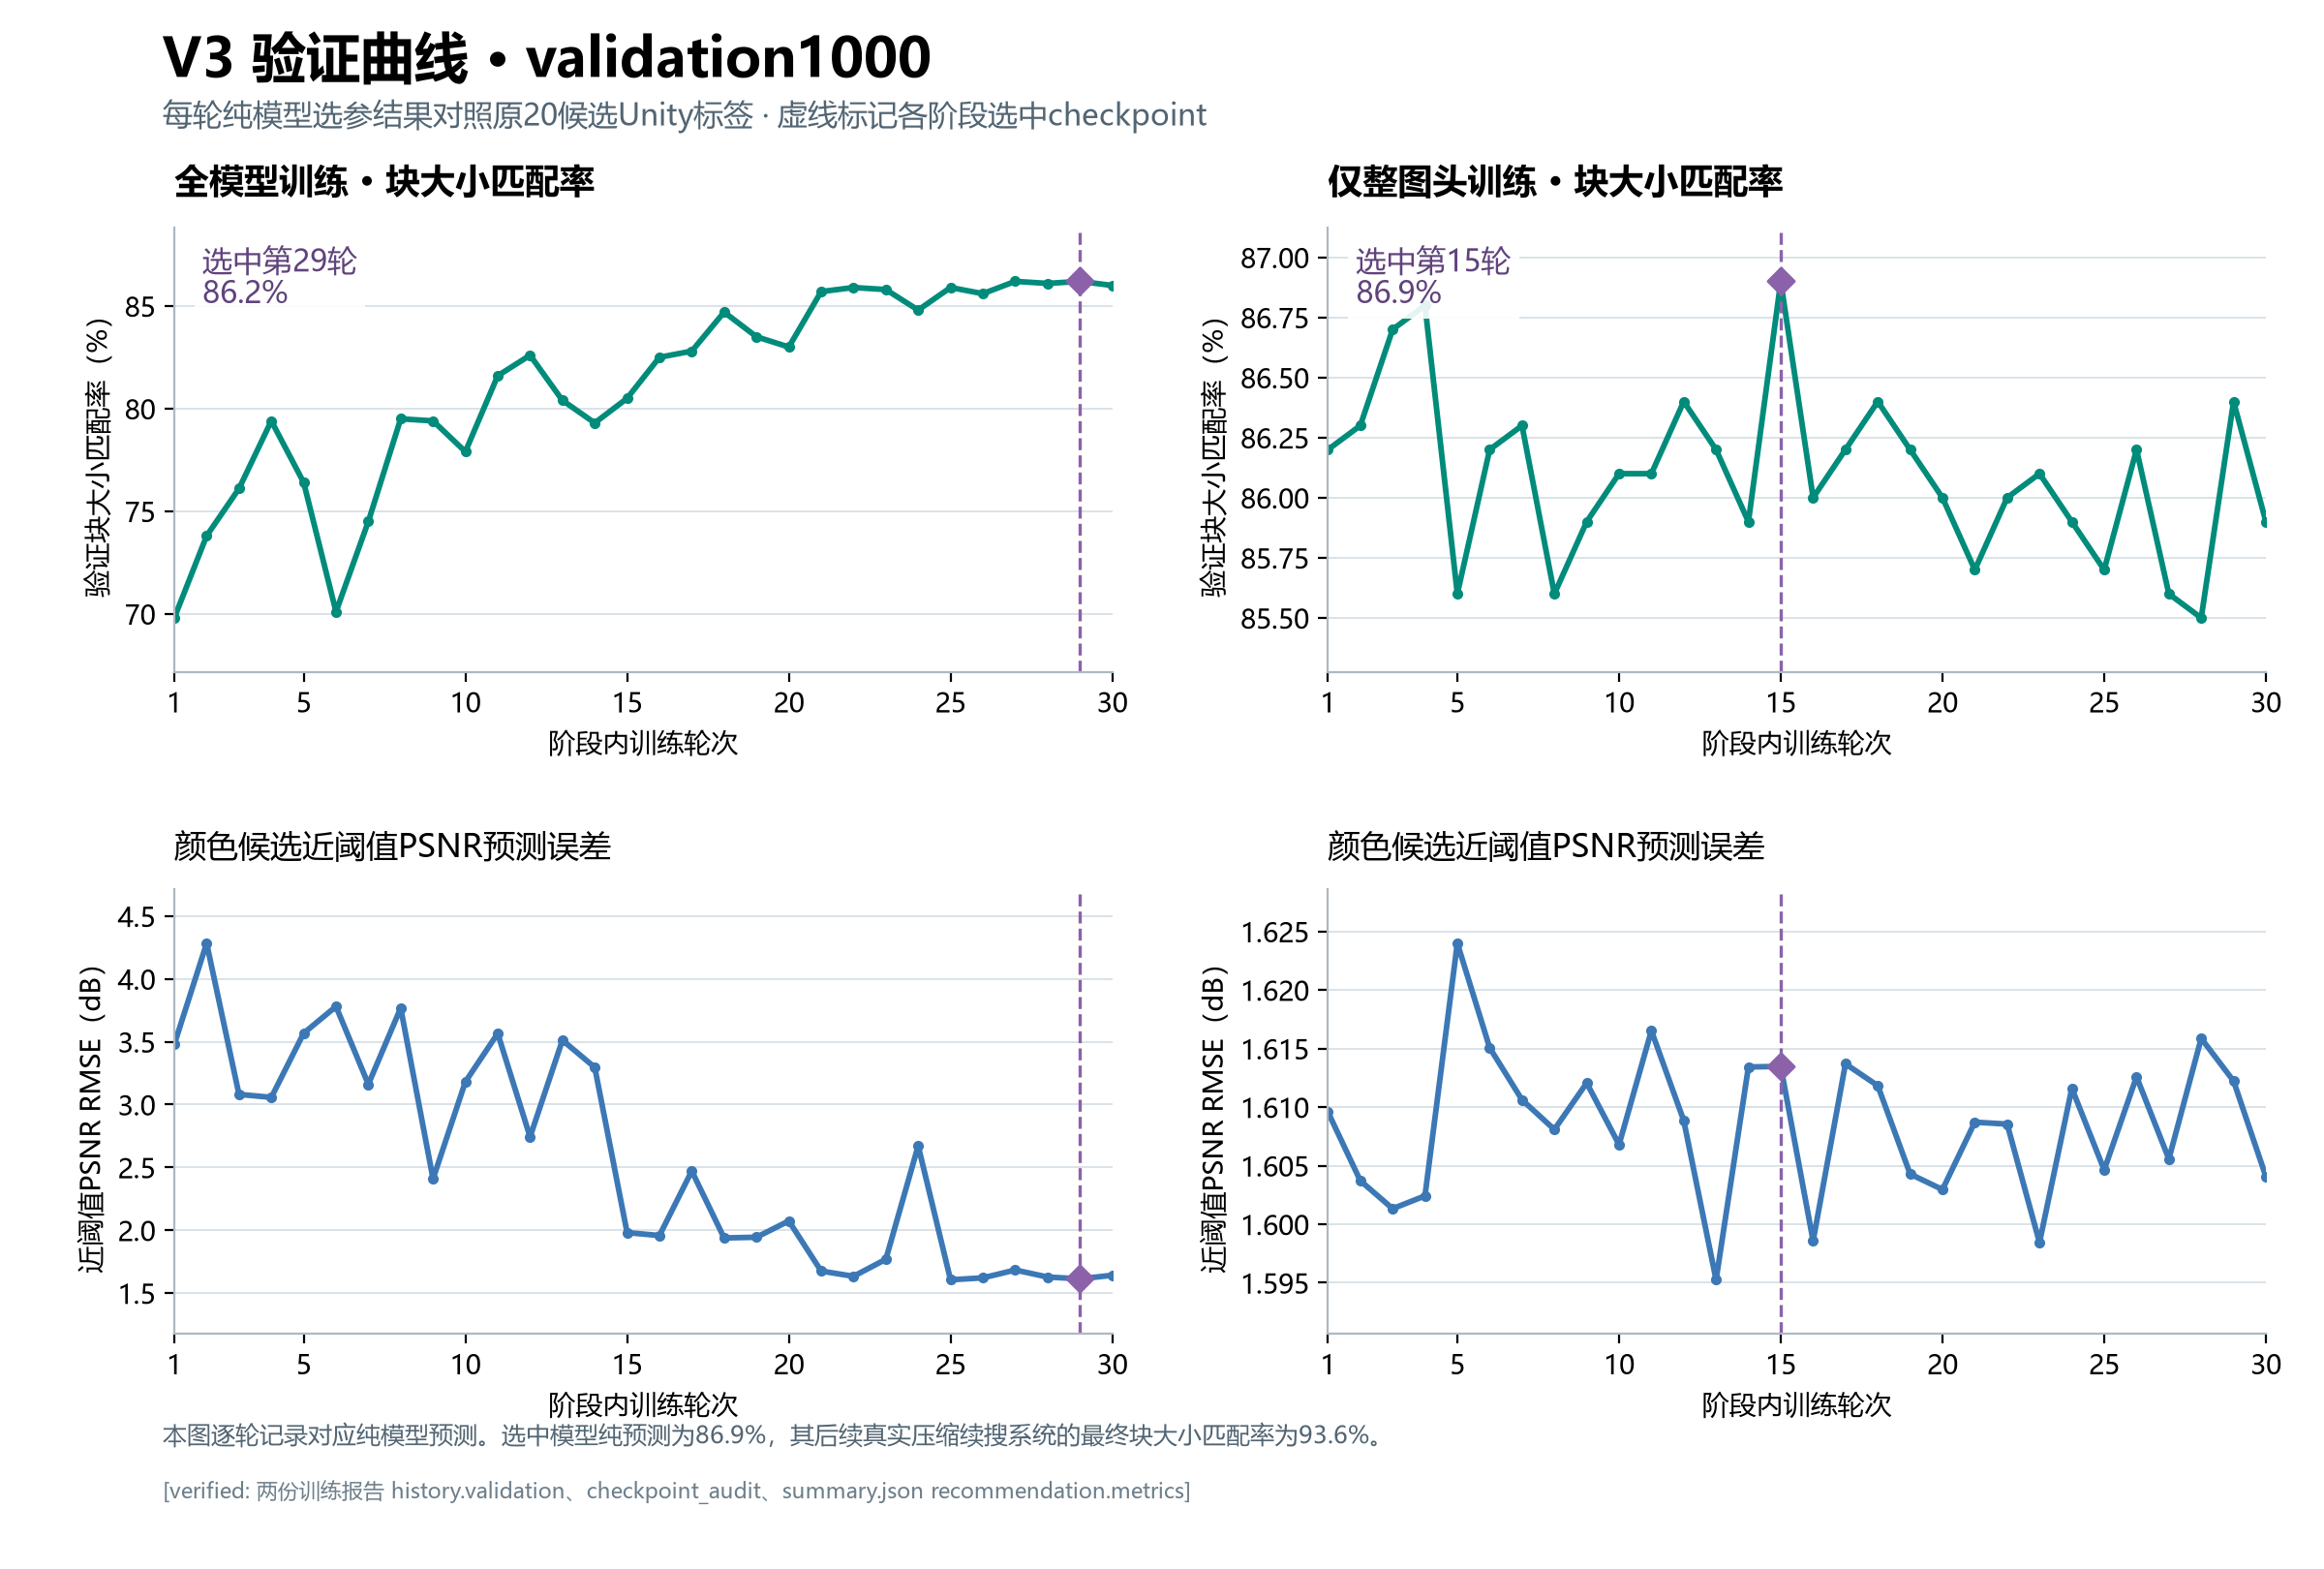 V3 验证曲线 • validation1000
每轮纯模型选参结果对照原20候选Unity标签 · 虚线标记各阶段选中checkpoint
全模型训练 • 块大小匹配率
选中第29轮
86.2%
验证块大小匹配率（%）
85
80
75
70
1 5 10 15 20 25 30
阶段内训练轮次
仅整图头训练 • 块大小匹配率
选中第15轮
86.9%
验证块大小匹配率（%）
87.00
86.75
86.50
86.25
86.00
85.75
85.50
1 5 10 15 20 25 30
阶段内训练轮次
颜色候选近阈值PSNR预测误差
近阈值PSNR RMSE（dB）
4.5
4.0
3.5
3.0
2.5
2.0
1.5
1 5 10 15 20 25 30
阶段内训练轮次
颜色候选近阈值PSNR预测误差
近阈值PSNR RMSE（dB）
1.625
1.620
1.615
1.610
1.605
1.600
1.595
1 5 10 15 20 25 30
阶段内训练轮次
本图逐轮记录对应纯模型预测。选中模型纯预测为86.9%，其后续真实压缩续搜系统的最终块大小匹配率为93.6%。
[verified: 两份训练报告 history.validation、checkpoint_audit、summary.json recommendation.metrics]